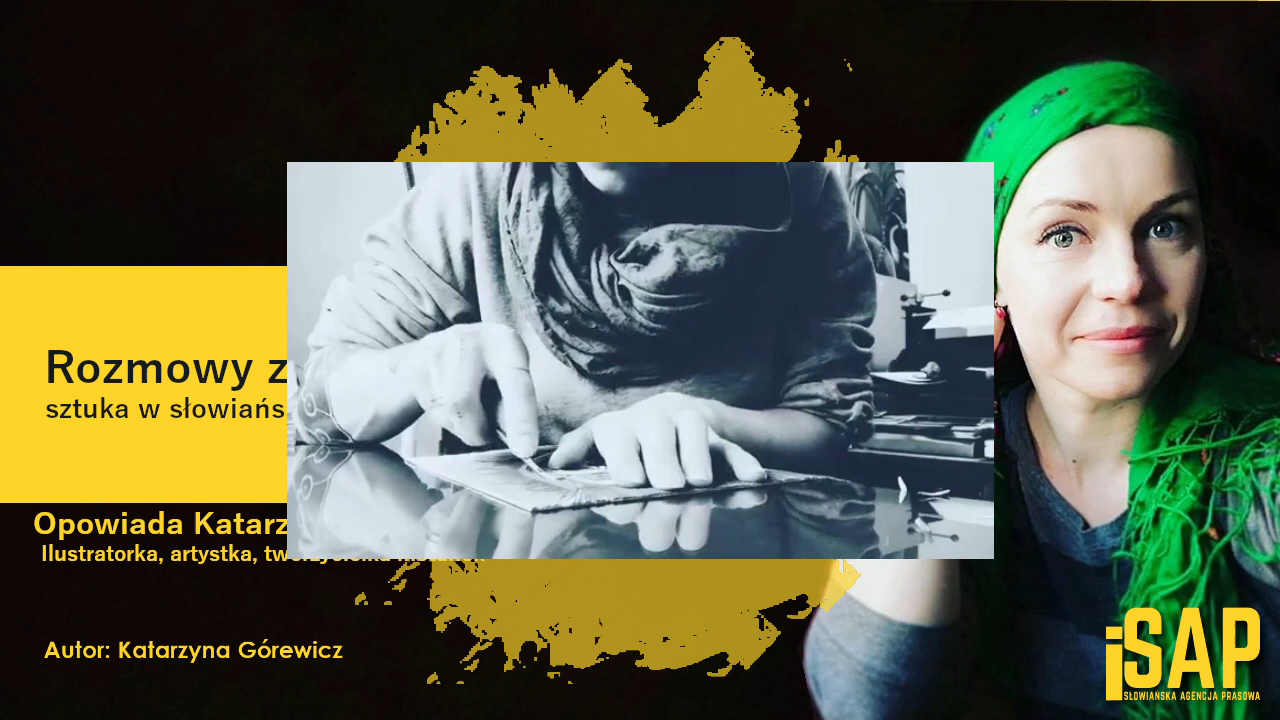 Rozmowy z
sztuka w słowiańs
Opowiada Katarz
Ilustratorka, artystka,
Autor: Katarzyna Górewicz
iSAP
SŁOWIAŃSKA AGENCJA PRASOWA